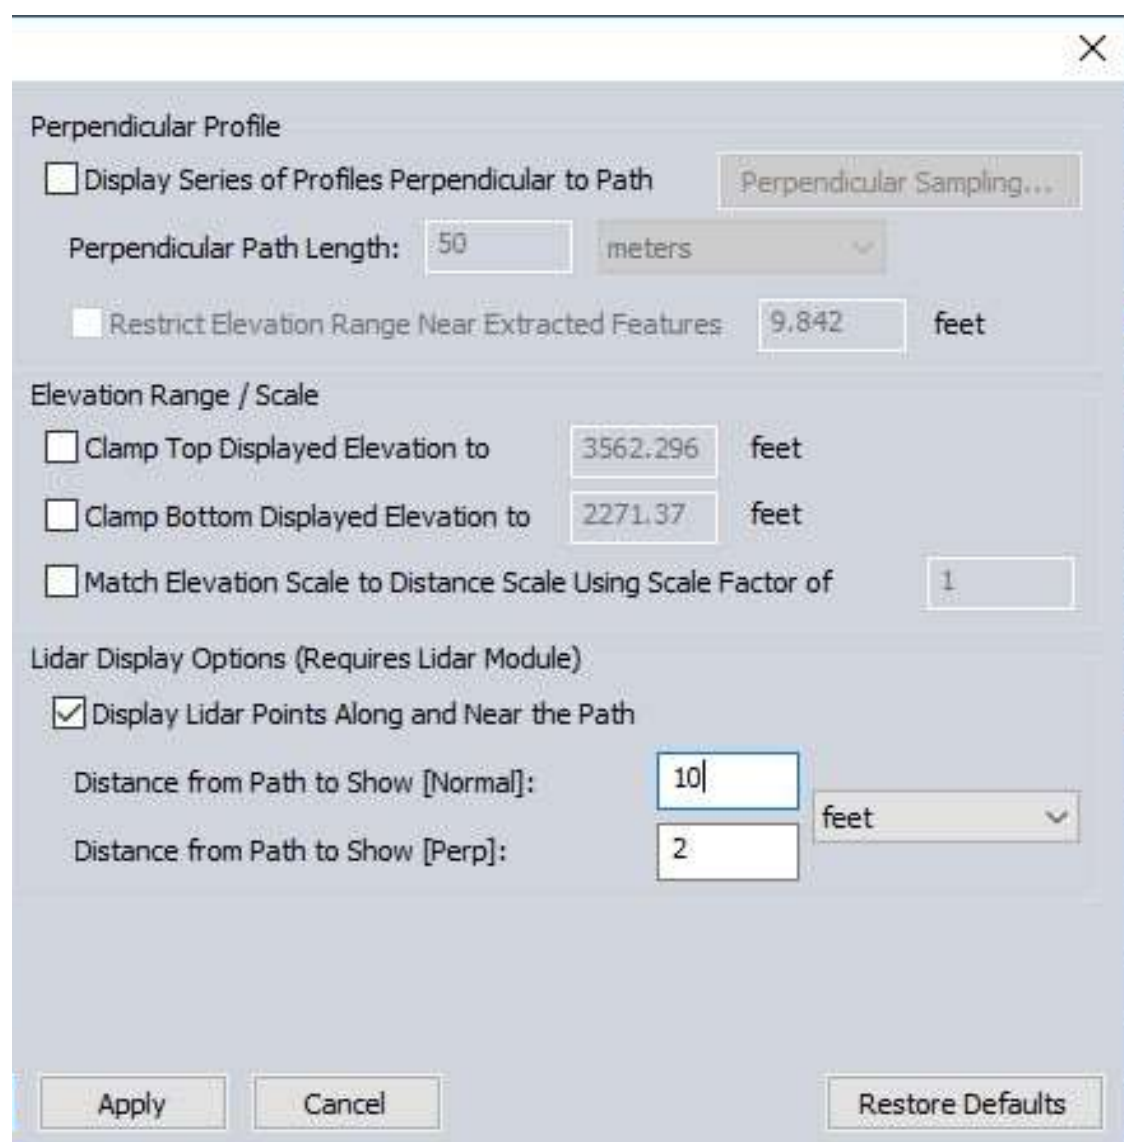 Perpendicular Profile
Display Series of Profiles Perpendicular to Path Perpendicular Sampling...
Perpendicular Path Length: 50 meters
Restrict Elevation Range Near Extracted Features 9.842 feet
Elevation Range / Scale
Clamp Top Displayed Elevation to 3562.296 feet
Clamp Bottom Displayed Elevation to 2271.37 feet
Match Elevation Scale to Distance Scale Using Scale Factor of 1
Lidar Display Options (Requires Lidar Module)
Display Lidar Points Along and Near the Path
Distance from Path to Show [Normal]: 10
feet
Distance from Path to Show [Perp]: 2
Apply Cancel Restore Defaults